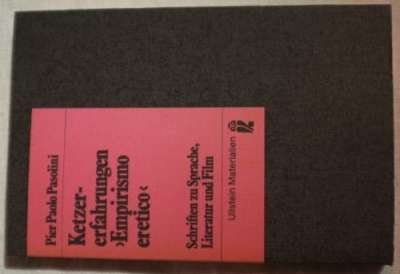 Pier Paolo Pasolini
Ketzer-
erfahrungen
›Empirismo
eretico‹
Schriften zu Sprache,
Literatur und Film
Ullstein Materialien